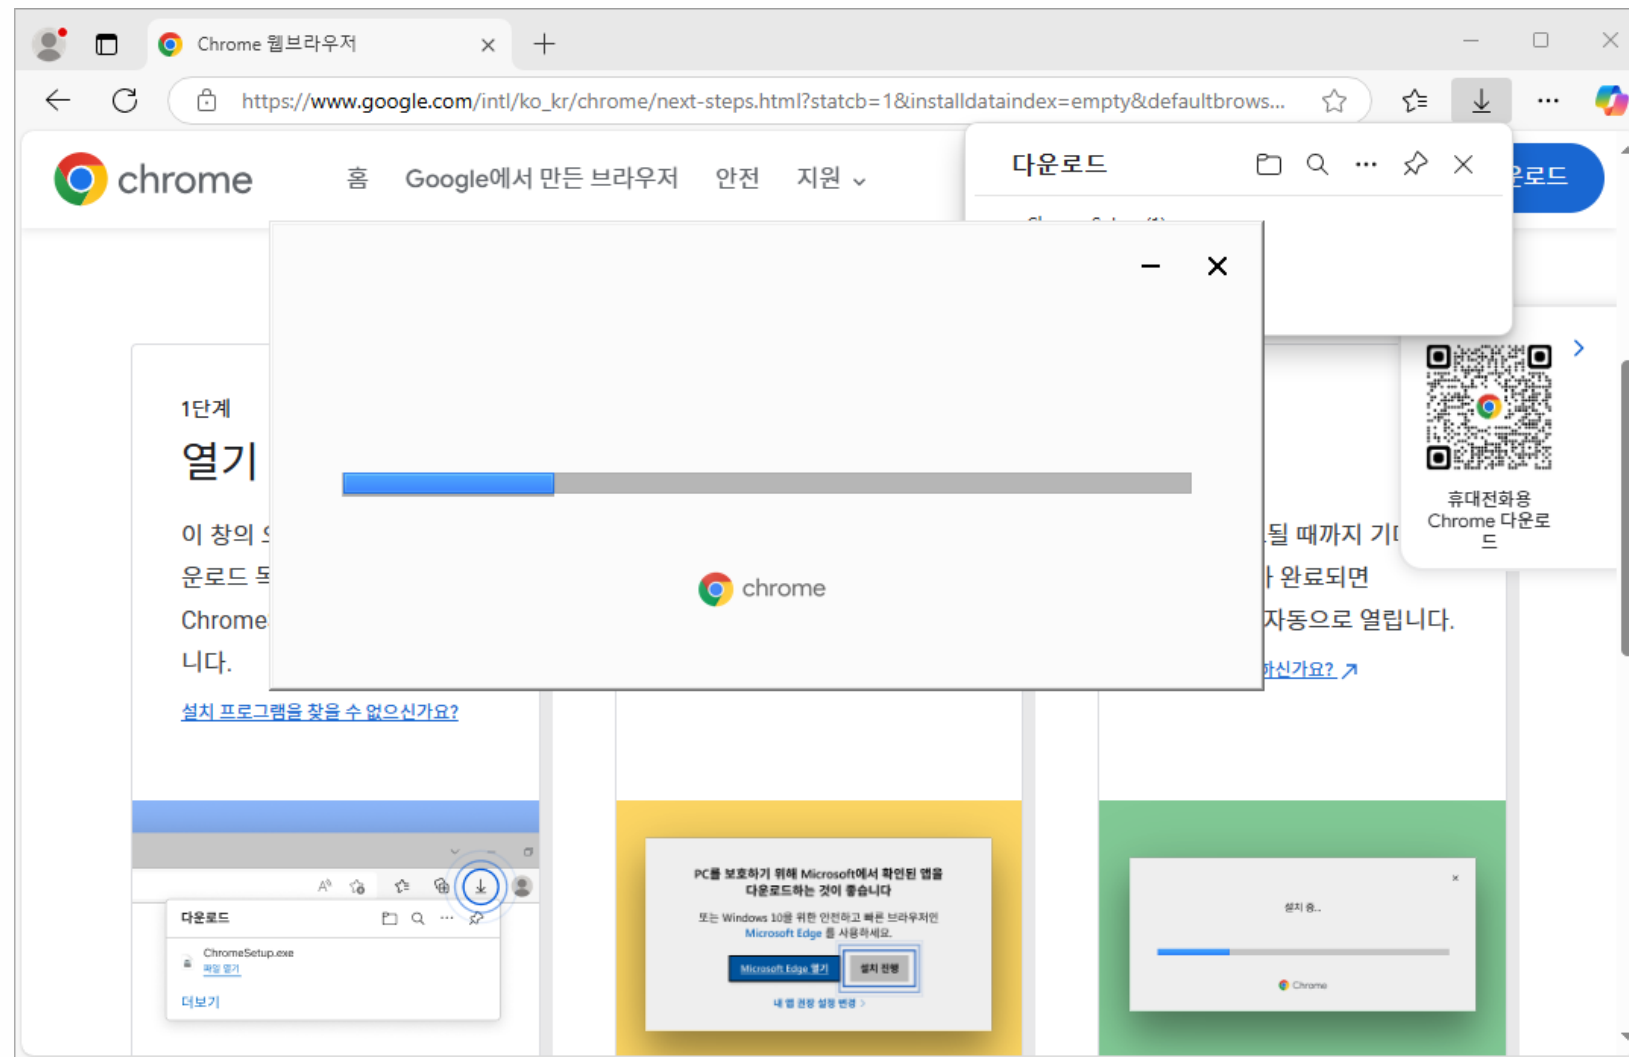 Chrome 웹브라우저
https://www.google.com/intl/ko_kr/chrome/next-steps.html?statcb=1&installdataindex=empty&defaultbrows...
chrome
홈
Google에서 만든 브라우저
안전
지원
다운로드
운로드
1단계
열기
이 창의
운로드
Chrome
니다.
설치 프로그램을 찾을 수 없으신가요?
chrome
될 때까지 기다
완료되면
자동으로 열립니다.
하신가요?
휴대전화용
Chrome 다운로
드
다운로드
ChromeSetup.exe
파일 열기
더보기
PC를 보호하기 위해 Microsoft에서 확인된 앱을
다운로드하는 것이 좋습니다
또는 Windows 10을 위한 안전하고 빠른 브라우저인
Microsoft Edge 를 사용하세요.
Microsoft Edge 열기
설치 진행
내 앱 권장 설정 변경
설치 중..
Chrome